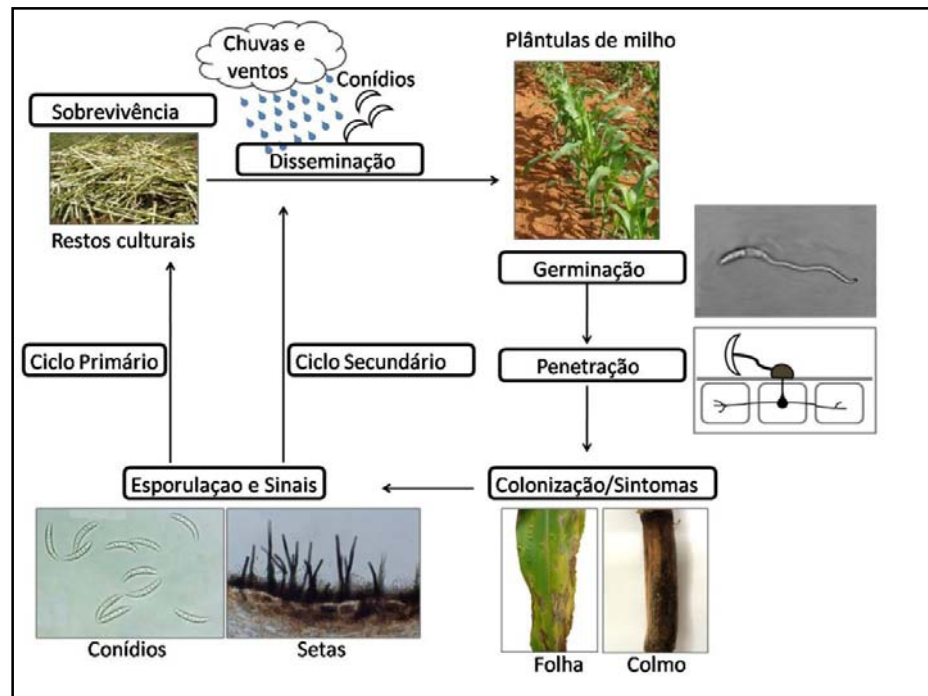 Chuvas e
ventos
Conídios
Plântulas de milho
Sobrevivência
Disseminação
Restos culturais
Germinação
Ciclo Primário
Ciclo Secundário
Penetração
Esporulaçao e Sinais
Colonização/Sintomas
Conídios
Setas
Folha
Colmo